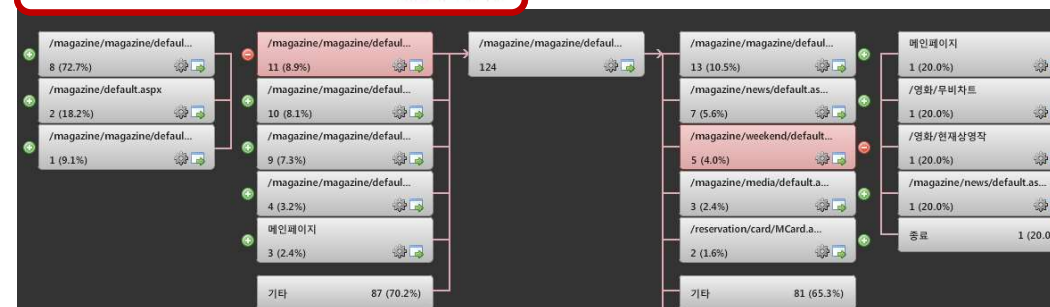 /magazine/magazine/defaul...
8 (72.7%)
/magazine/default.aspx
2 (18.2%)
/magazine/magazine/defaul...
1 (9.1%)
/magazine/magazine/defaul...
11 (8.9%)
/magazine/magazine/defaul...
10 (8.1%)
/magazine/magazine/defaul...
9 (7.3%)
/magazine/magazine/defaul...
4 (3.2%)
메인페이지
3 (2.4%)
기타 87 (70.2%)
/magazine/magazine/defaul...
124
/magazine/magazine/defaul...
13 (10.5%)
/magazine/news/default.as...
7 (5.6%)
/magazine/weekend/default...
5 (4.0%)
/magazine/media/default.a...
3 (2.4%)
/reservation/card/MCard.a...
2 (1.6%)
기타 81 (65.3%)
메인페이지
1 (20.0%)
/영화/무비차트
1 (20.0%)
/영화/현재상영작
1 (20.0%)
/magazine/news/default.as...
1 (20.0%)
종료 1 (20.0